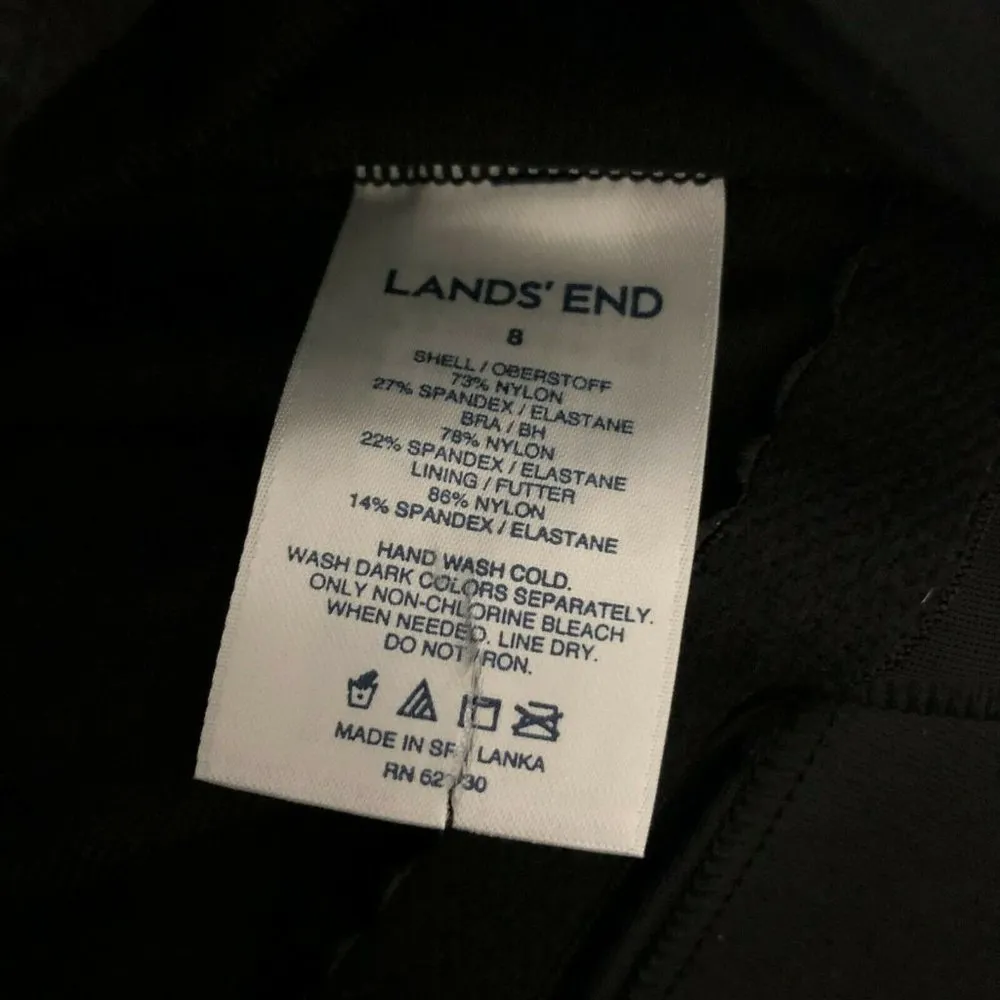 LANDS' END
8
SHELL / OBERSTOFF
73% NYLON
27% SPANDEX / ELASTANE
BRA / BH
78% NYLON
22% SPANDEX / ELASTANE
LINING / FUTTER
86% NYLON
14% SPANDEX / ELASTANE
HAND WASH COLD.
WASH DARK COLORS SEPARATELY.
ONLY NON-CHLORINE BLEACH
WHEN NEEDED. LINE DRY.
DO NOT IRON.
MADE IN SRI LANKA
RN